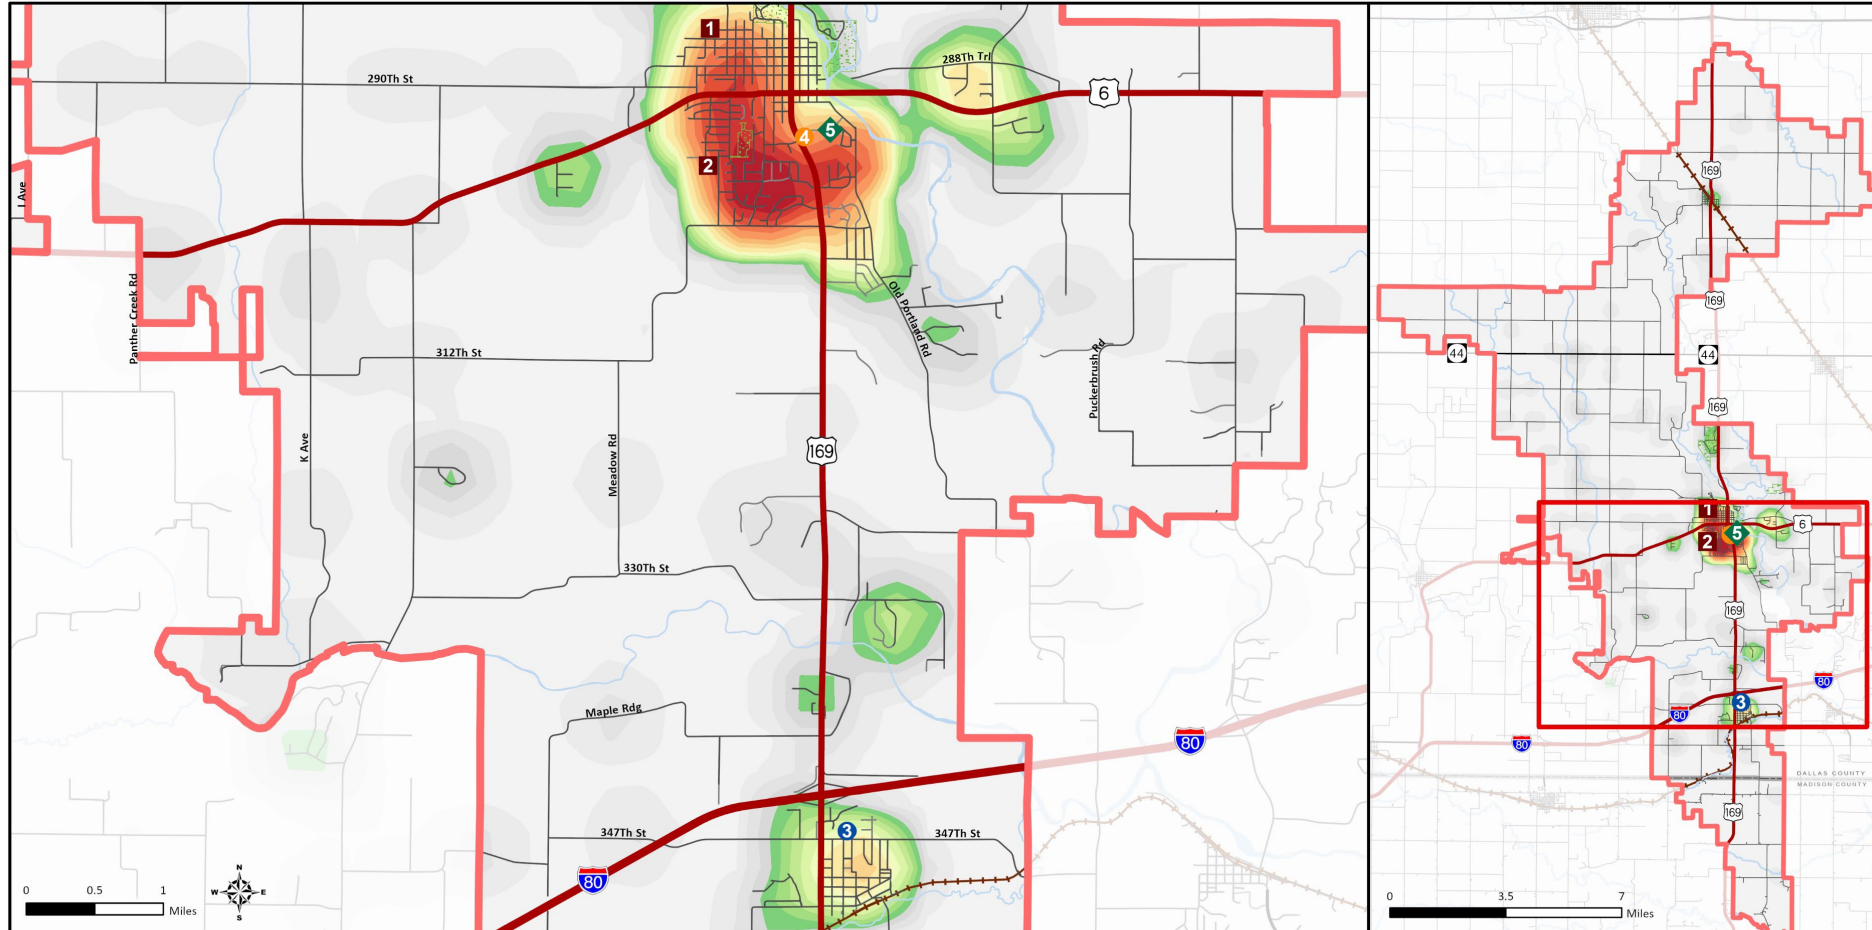 1
288Th Trl
290Th St
6
4
5
2
I Ave
Panther Creek Rd
Old Portland Rd
312Th St
Puckerbrush Rd
K Ave
Meadow Rd
169
330Th St
Maple Rdg
80
3
347Th St
347Th St
80
N
W E
S
0 0.5 1
Miles
169
169
44
44
169
1
6
5
2
169
80
3
80
80
DALLAS COUNTY
MADISON COUNTY
169
0 3.5 7
Miles